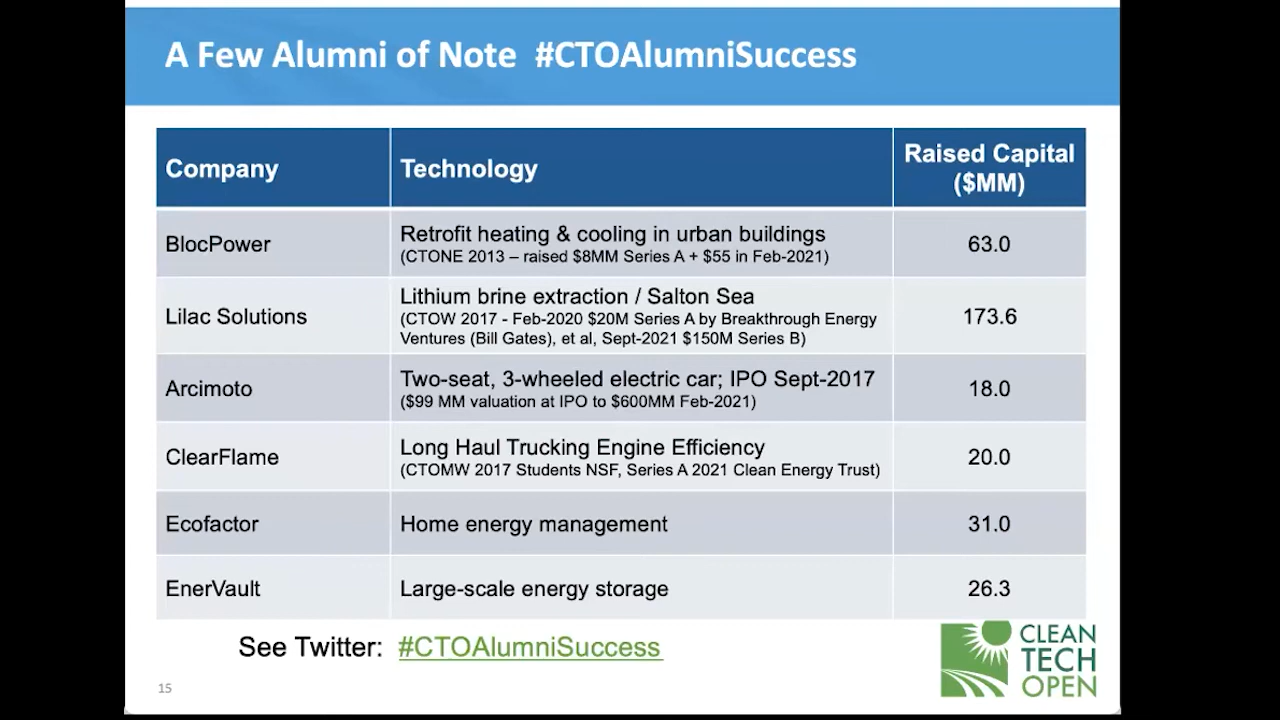 A Few Alumni of Note #CTOAlumniSuccess
Company
Technology
Raised Capital
($MM)
BlocPower
Retrofit heating & cooling in urban buildings
(CTONE 2013 – raised $8MM Series A + $55 in Feb-2021)
63.0
Lilac Solutions
Lithium brine extraction / Salton Sea
(CTOW 2017 - Feb-2020 $20M Series A by Breakthrough Energy
Ventures (Bill Gates), et al, Sept-2021 $150M Series B)
173.6
Arcimoto
Two-seat, 3-wheeled electric car; IPO Sept-2017
($99 MM valuation at IPO to $600MM Feb-2021)
18.0
ClearFlame
Long Haul Trucking Engine Efficiency
(CTOMW 2017 Students NSF, Series A 2021 Clean Energy Trust)
20.0
Ecofactor
Home energy management
31.0
EnerVault
Large-scale energy storage
26.3
See Twitter: #CTOAlumniSuccess
CLEAN
TECH
OPEN
15